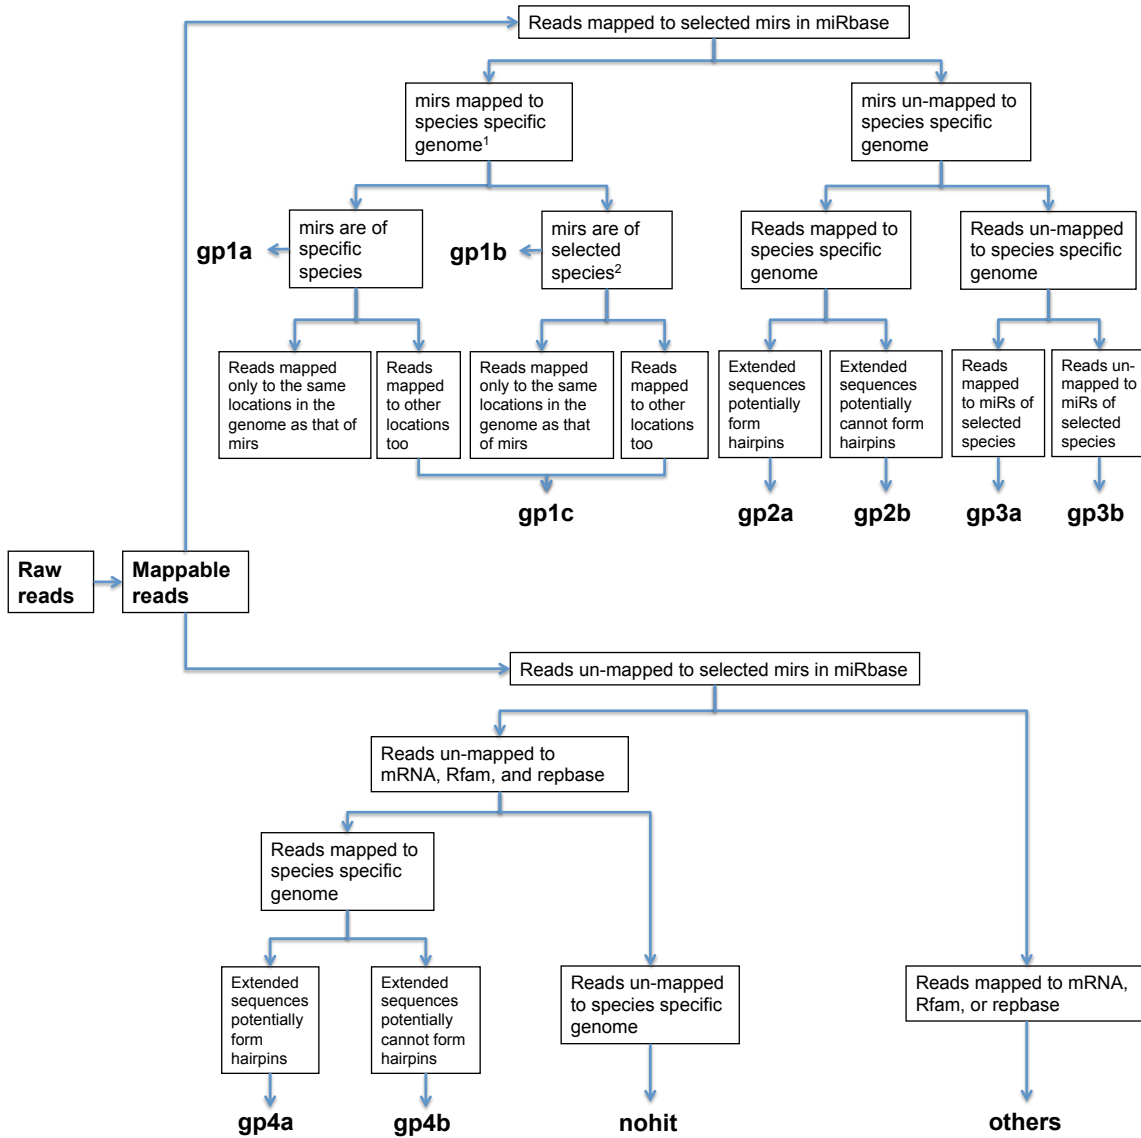 Reads mapped to selected mirs in miRbase
mirs mapped to
species specific
genome1
mirs un-mapped to
species specific
genome
mirs are of
specific
species
gp1a
mirs are of
selected
species2
gp1b
Reads mapped to
species specific
genome
Reads un-mapped
to species specific
genome
Reads mapped
only to the same
locations in the
genome as that of
mirs
Reads
mapped
to other
locations
too
Reads mapped
only to the same
locations in the
genome as that
of mirs
Reads
mapped
to other
locations
too
Extended
sequences
potentially
form
hairpins
Extended
sequences
potentially
cannot form
hairpins
Reads
mapped
to miRs of
selected
species
Reads un-
mapped to
miRs of
selected
species
gp1c
gp2a
gp2b
gp3a
gp3b
Raw
reads
Mappable
reads
Reads un-mapped to selected mirs in miRbase
Reads un-mapped to
mRNA, Rfam, and repbase
Reads mapped to
species specific
genome
Extended
sequences
potentially
form
hairpins
Extended
sequences
potentially
cannot form
hairpins
Reads un-mapped
to species specific
genome
Reads mapped to mRNA,
Rfam, or repbase
gp4a
gp4b
nohit
others